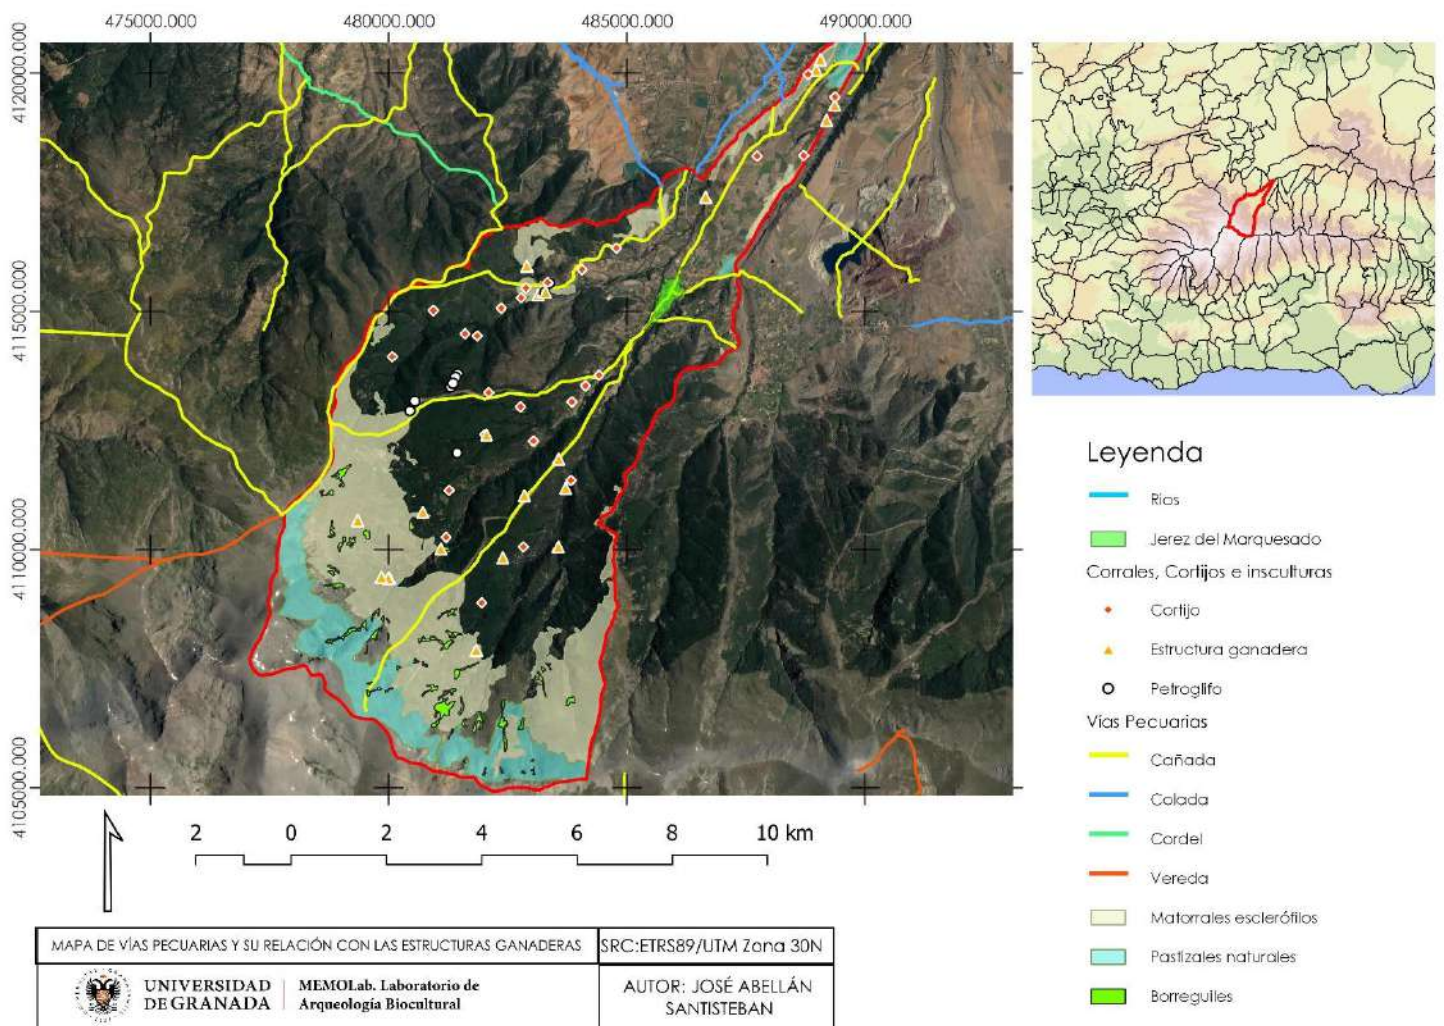 475000.000 480000.000 485000.000 490000.000
4120000.000
4115000.000
4110000.000
4105000.000
2 0 2 4 6 8 10 km
Leyenda
Rios
Jerez del Marquesado
Corrales, Cortijos e insculturas
Cortijo
Estructura ganadera
Petroglifo
Vías Pecuarias
Cañada
Colada
Cordel
Vereda
Matorrales esclerófilos
Pastizales naturales
Borreguiles
MAPA DE VÍAS PECUARIAS Y SU RELACIÓN CON LAS ESTRUCTURAS GANADERAS
SRC:ETRS89/UTM Zona 30N
UNIVERSIDAD
DE GRANADA
MEMOLab. Laboratorio de
Arqueología Biocultural
AUTOR: JOSÉ ABELLÁN
SANTISTEBAN